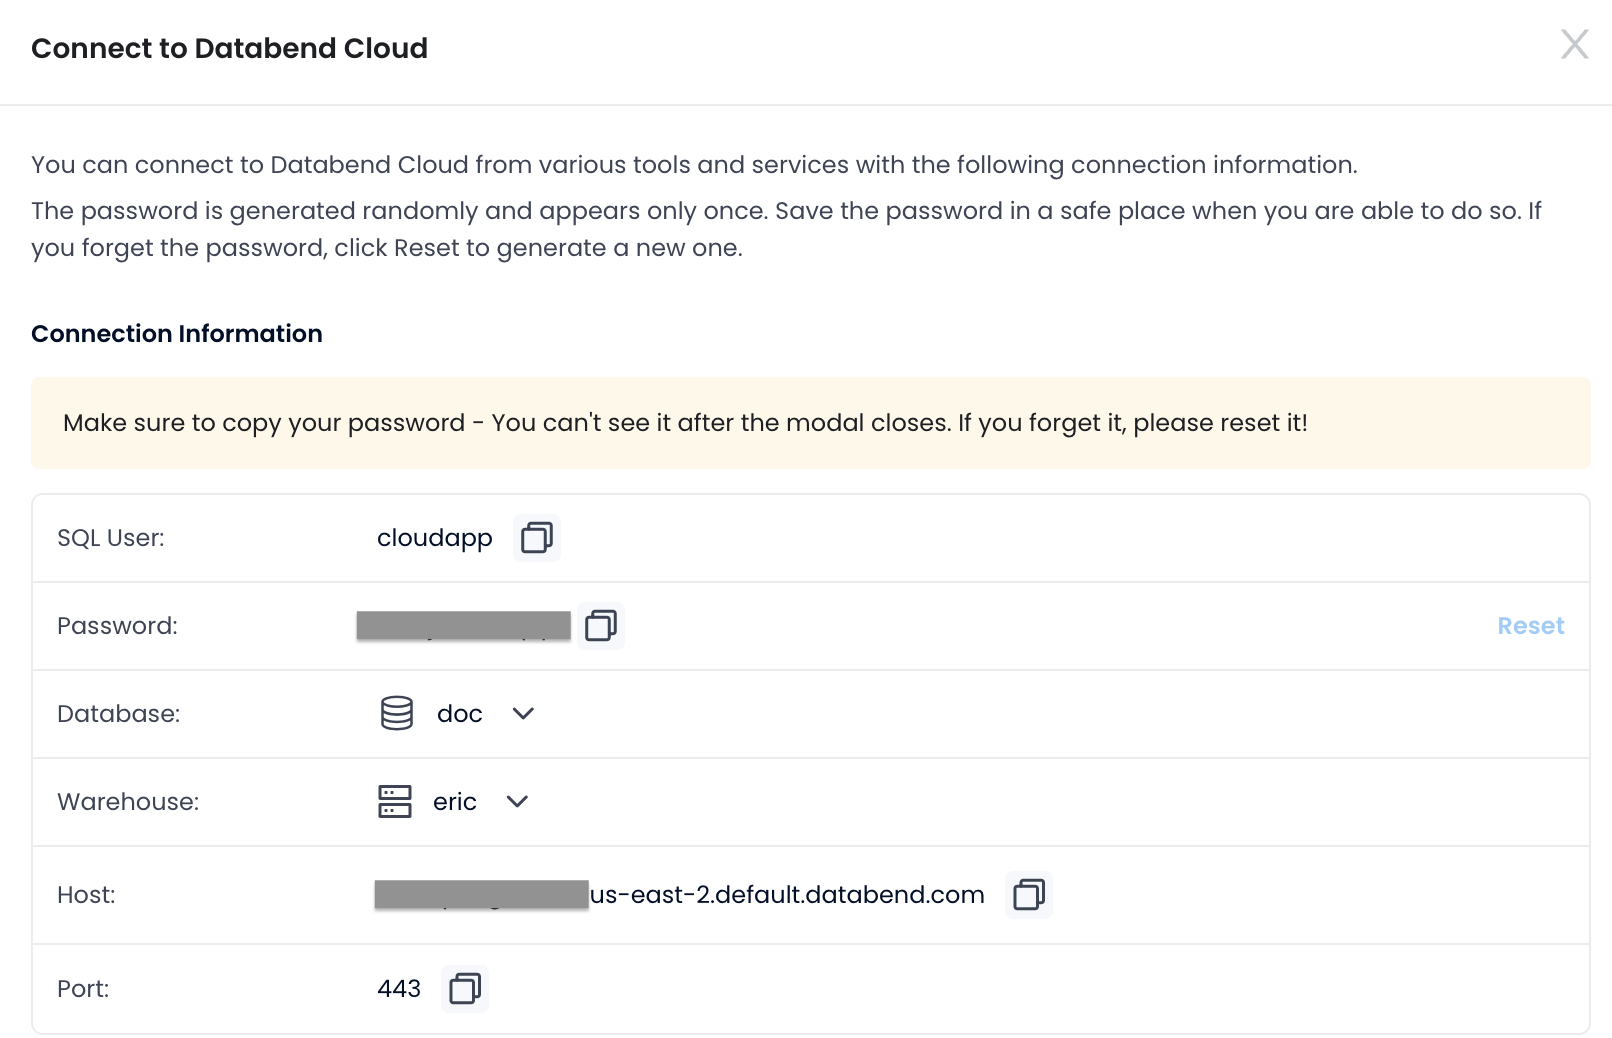 Connect to Databend Cloud
You can connect to Databend Cloud from various tools and services with the following connection information.
The password is generated randomly and appears only once. Save the password in a safe place when you are able to do so. If
you forget the password, click Reset to generate a new one.
Connection Information
Make sure to copy your password - You can't see it after the modal closes. If you forget it, please reset it!
SQL User: cloudapp
Password: Reset
Database: doc
Warehouse: eric
Host: us-east-2.default.databend.com
Port: 443